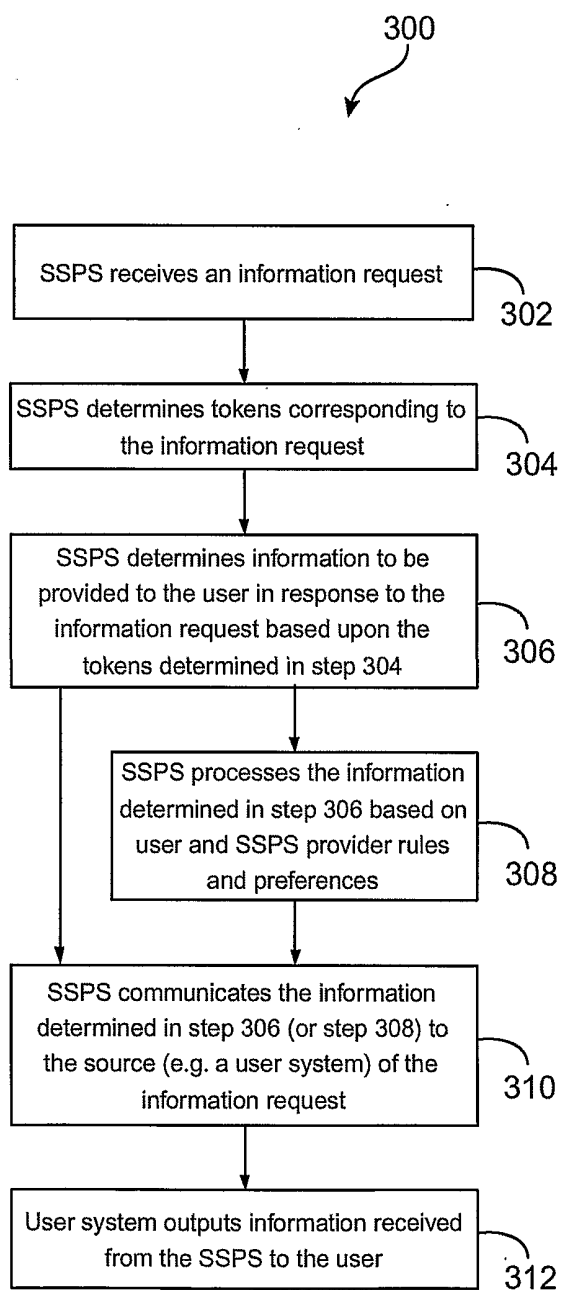 300
SSPS receives an information request
302
SSPS determines tokens corresponding to
the information request
304
SSPS determines information to be
provided to the user in response to the
information request based upon the
tokens determined in step 304
306
SSPS processes the information
determined in step 306 based on
user and SSPS provider rules
and preferences
308
SSPS communicates the information
determined in step 306 (or step 308) to
the source (e.g. a user system) of the
information request
310
User system outputs information received
from the SSPS to the user
312